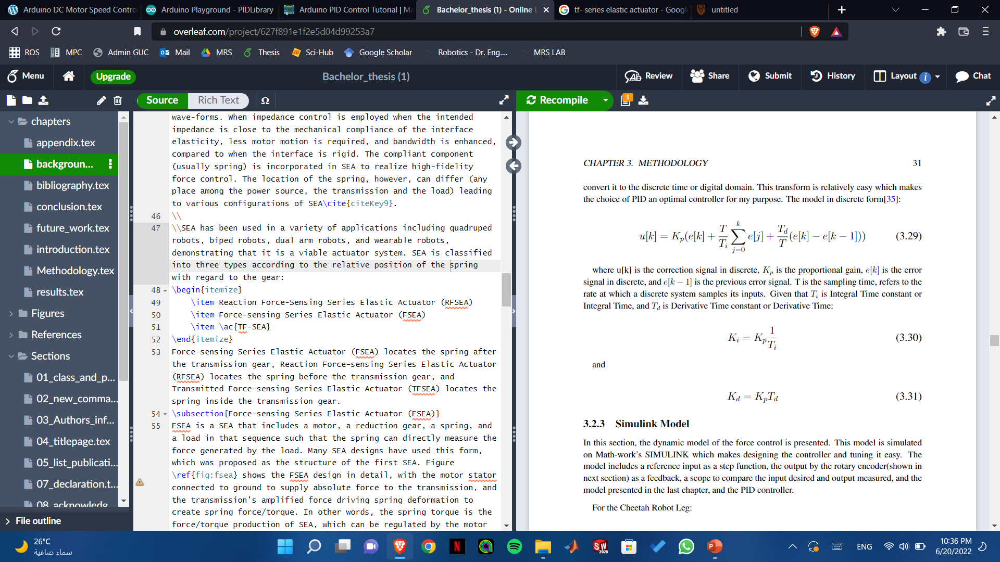 Arduino DC Motor Speed Control
Arduino Playground - PIDLibrary
Arduino PID Control Tutorial | Ma
Bachelor_thesis (1) - Online L
tf- series elastic actuator - Google
untitled
overleaf.com/project/627f891e1f2e5d04d99253a7
ROS
MPC
Admin GUC
Mail
MRS
Thesis
Sci-Hub
Google Scholar
Robotics - Dr. Eng....
MRS LAB
Menu
Upgrade
Bachelor_thesis (1)
Review
Share
Submit
History
Layout
Chat
Source
Rich Text
Ω
Recompile
1
chapters
appendix.tex
backgroun...
bibliography.tex
conclusion.tex
future_work.tex
introduction.tex
Methodology.tex
results.tex
Figures
References
Sections
01_class_and_p...
02_new_comma...
03_Authors_inf...
04_titlepage.tex
05_list_publicati...
07_declaration.t...
08_acknowledg
File outline
wave-forms. When impedance control is employed when the intended
impedance is close to the mechanical compliance of the interface
elasticity, less motor motion is required, and bandwidth is enhanced,
compared to when the interface is rigid. The compliant component
(usually spring) is incorporated in SEA to realize high-fidelity
force control. The location of the spring, however, can differ (any
place among the power source, the transmission and the load) leading
to various configurations of SEA\cite{citeKey9}.
46 \\
47 \\SEA has been used in a variety of applications including quadruped
robots, biped robots, dual arm robots, and wearable robots,
demonstrating that it is a viable actuator system. SEA is classified
into three types according to the relative position of the spring
with regard to the gear:
48 \begin{itemize}
49 \item Reaction Force-Sensing Series Elastic Actuator (RFSEA)
50 \item Force-sensing Series Elastic Actuator (FSEA)
51 \item \ac{TF-SEA}
52 \end{itemize}
53 Force-sensing Series Elastic Actuator (FSEA) locates the spring after
the transmission gear, Reaction Force-sensing Series Elastic Actuator
(RFSEA) locates the spring before the transmission gear, and
Transmitted Force-sensing Series Elastic Actuator (TFSEA) locates the
spring inside the transmission gear.
54 \subsection{Force-sensing Series Elastic Actuator (FSEA)}
55 FSEA is a SEA that includes a motor, a reduction gear, a spring, and
a load in that sequence such that the spring can directly measure the
force generated by the load. Many SEA designs have used this form,
which was proposed as the structure of the first SEA. Figure
\ref{fig:fsea} shows the FSEA design in detail, with the motor stator
connected to ground to supply absolute force to the transmission, and
the transmission's amplified force driving spring deformation to
create spring force/torque. In other words, the spring torque is the
force/torque production of SEA, which can be regulated by the motor
CHAPTER 3. METHODOLOGY 31
convert it to the discrete time or digital domain. This transform is relatively easy which makes
the choice of PID an optimal controller for my purpose. The model in discrete form[35]:
u[k] = K_p(e[k] + \frac{T}{T_i} \sum_{j=0}^{k} e[j] + \frac{T_d}{T}(e[k] − e[k − 1])) (3.29)
where u[k] is the correction signal in discrete, K_p is the proportional gain, e[k] is the error
signal in discrete, and e[k − 1] is the previous error signal. T is the sampling time, refers to the
rate at which a discrete system samples its inputs. Given that T_i is Integral Time constant or
Integral Time, and T_d is Derivative Time constant or Derivative Time:
K_i = K_p \frac{1}{T_i} (3.30)
and
K_d = K_pT_d (3.31)
3.2.3 Simulink Model
In this section, the dynamic model of the force control is presented. This model is simulated
on Math-work's SIMULINK which makes designing the controller and tuning it easy. The
model includes a reference input as a step function, the output by the rotary encoder(shown in
next section) as a feedback, a scope to compare the input desired and output measured, and the
model presented in the last chapter, and the PID controller.
For the Cheetah Robot Leg:
26°C
سماء صافية
SW
2020
ENG
10:36 PM
6/20/2022